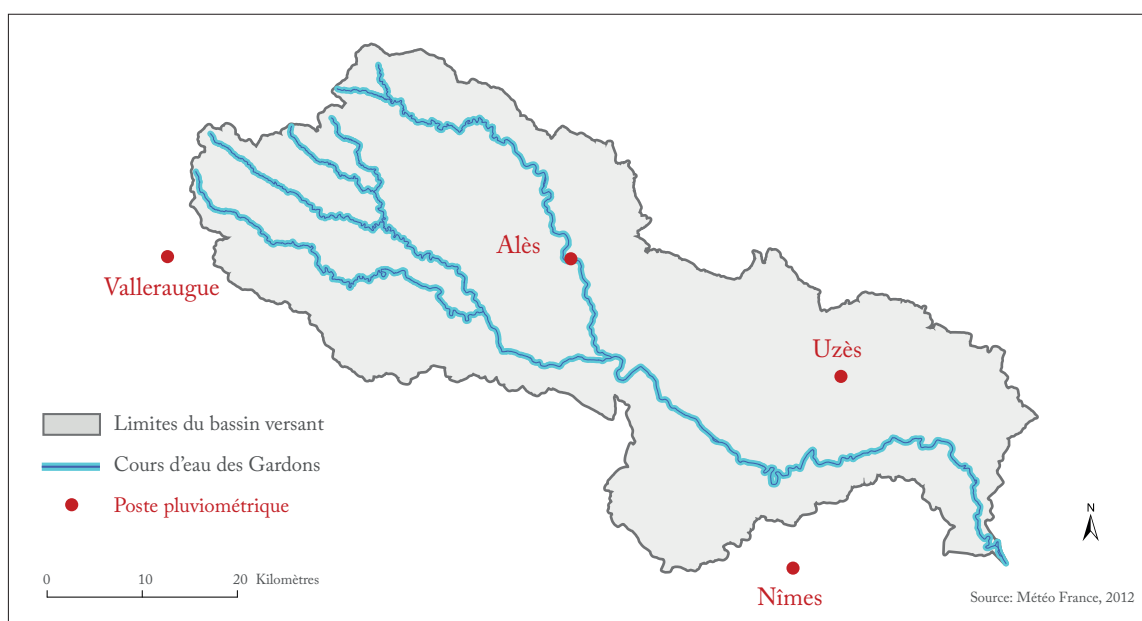 Alès
Valleraugue
Uzès
Limites du bassin versant
Cours d'eau des Gardons
Poste pluviométrique
N
0 10 20 Kilomètres
Nîmes
Source: Météo France, 2012